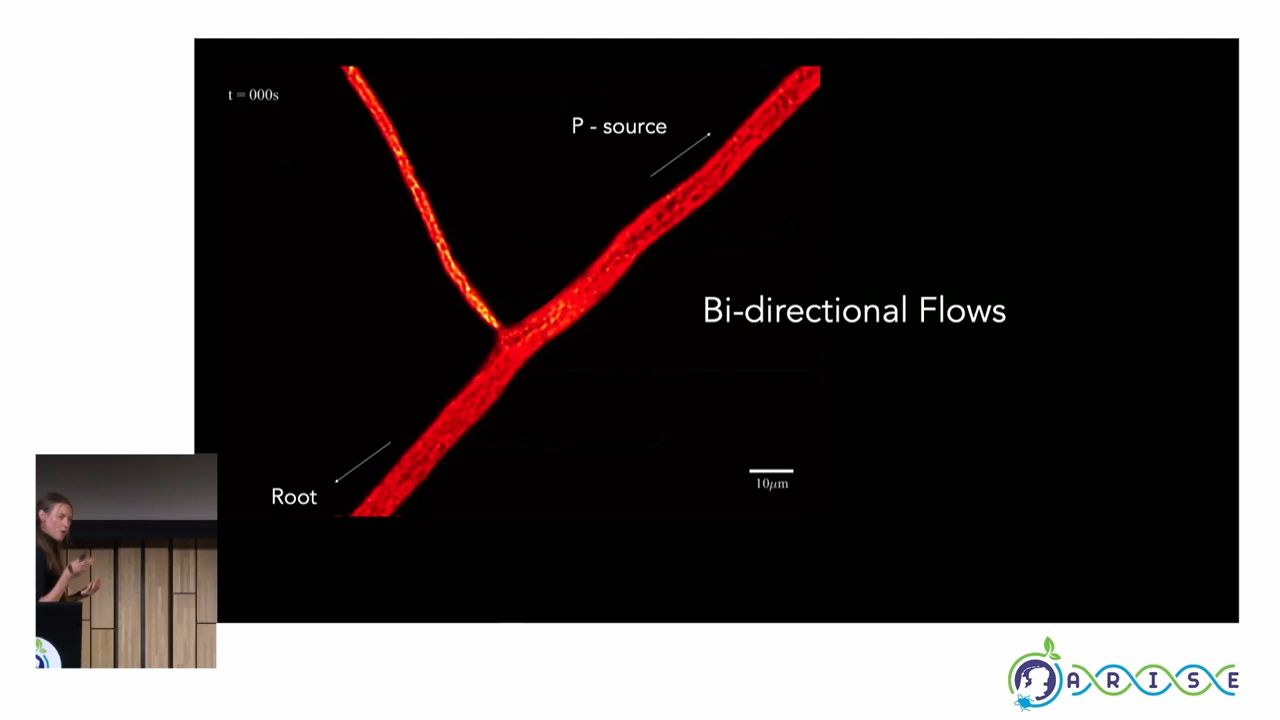 t = 000s
P - source
Bi-directional Flows
10μm
Root
ARISE